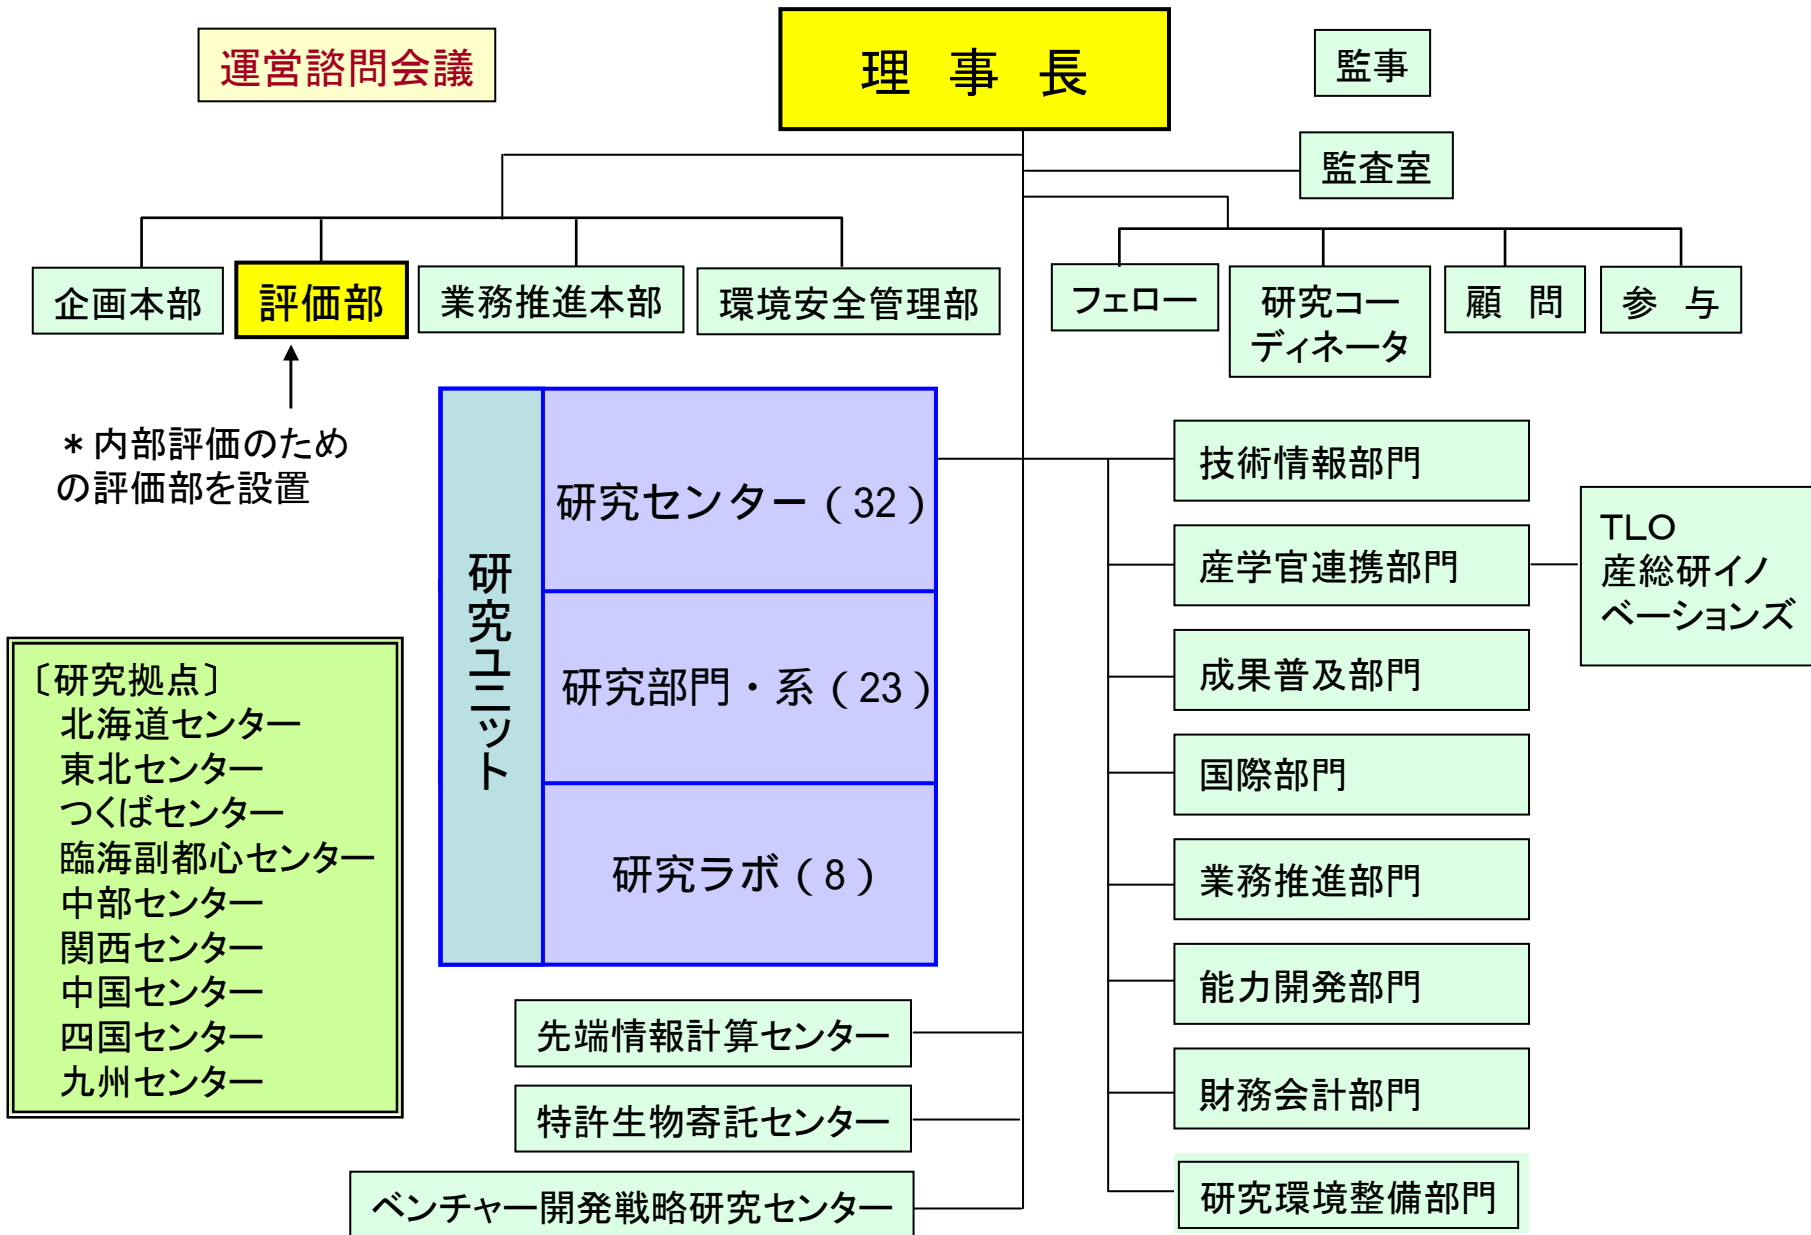 運営諮問会議
理 事 長
監事
監査室
企画本部
評価部
業務推進本部
環境安全管理部
フェロー
研究コー
ディネータ
顧 問
参 与
*内部評価のため
の評価部を設置
研究ユニット
研究センター(32)
研究部門・系(23)
研究ラボ(8)
技術情報部門
産学官連携部門
成果普及部門
国際部門
業務推進部門
能力開発部門
財務会計部門
研究環境整備部門
TLO
産総研イノ
ベーションズ
〔研究拠点〕
北海道センター
東北センター
つくばセンター
臨海副都心センター
中部センター
関西センター
中国センター
四国センター
九州センター
先端情報計算センター
特許生物寄託センター
ベンチャー開発戦略研究センター